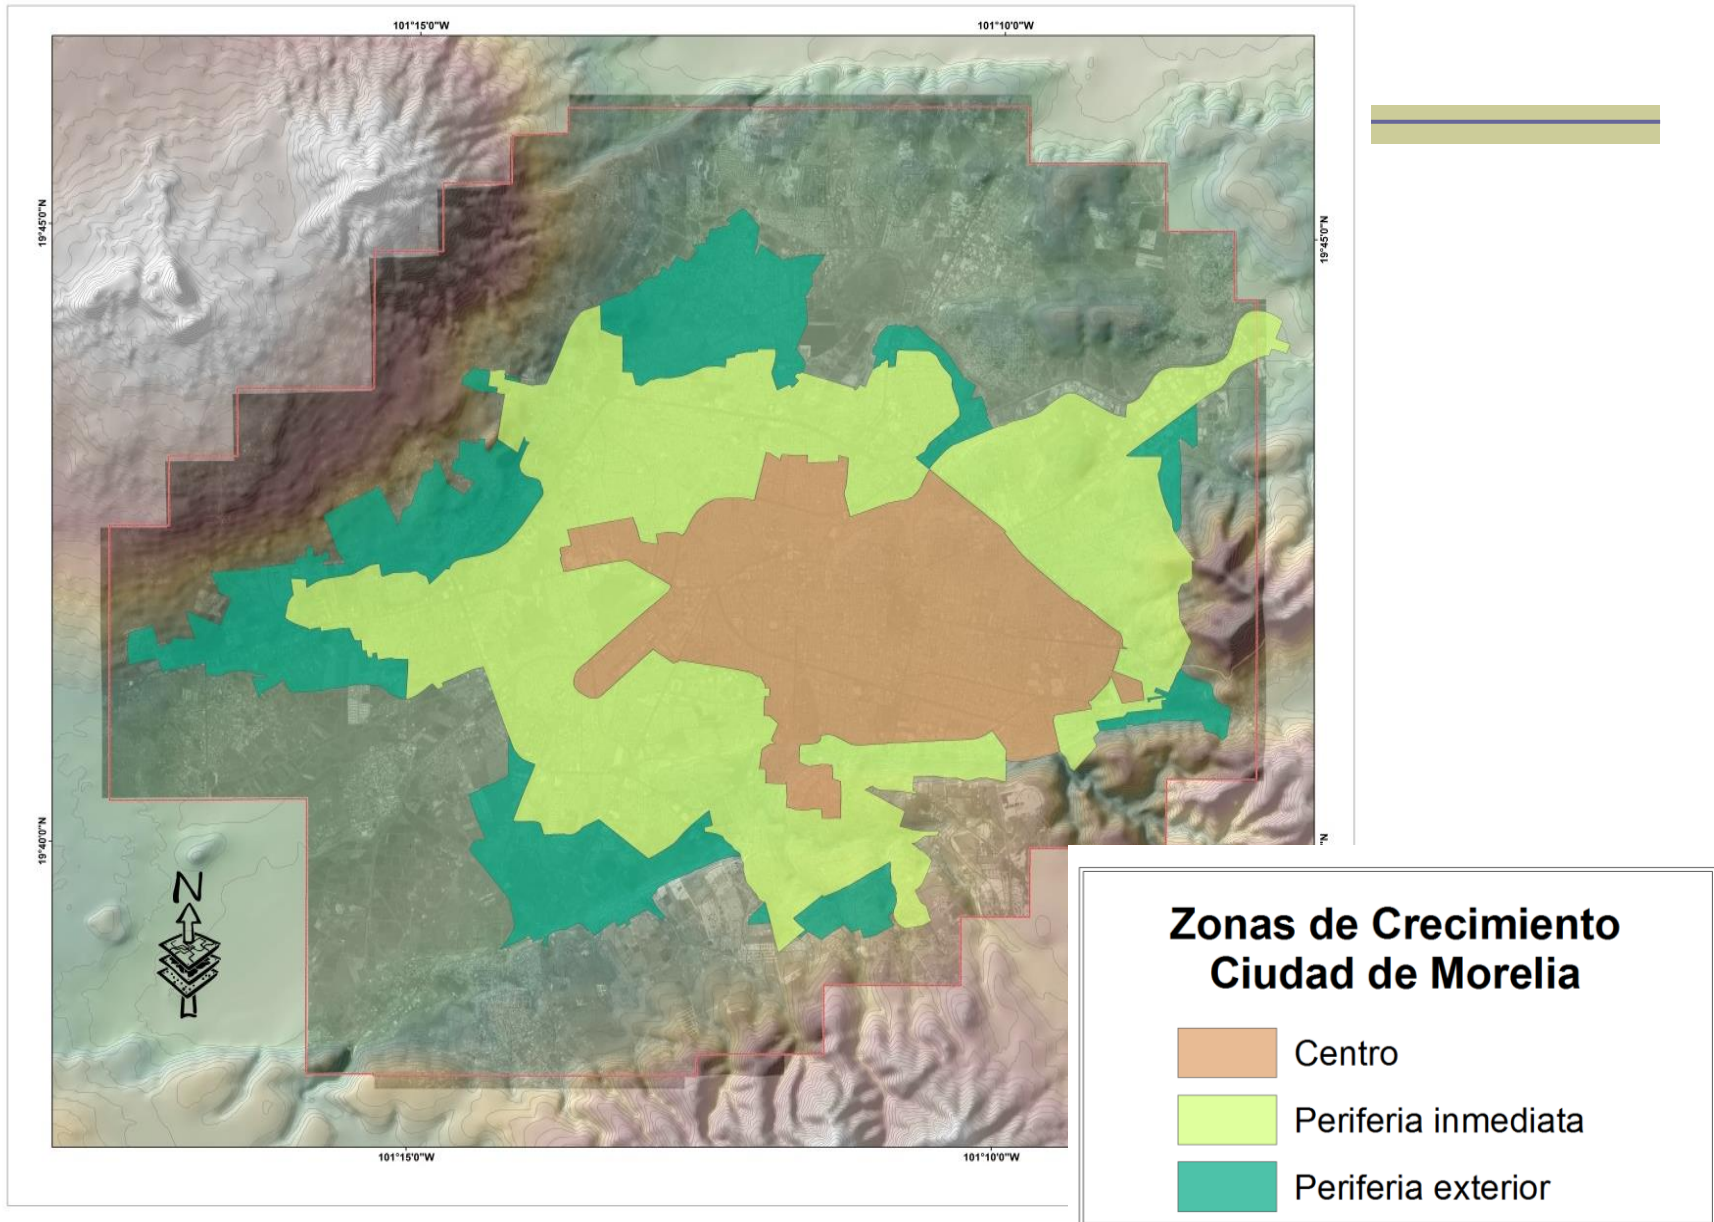 101°15'0"W
101°10'0"W
19°45'0"N
19°45'0"N
19°40'0"N
"N
N
101°15'0"W
101°10'0"W
Zonas de Crecimiento
Ciudad de Morelia
Centro
Periferia inmediata
Periferia exterior